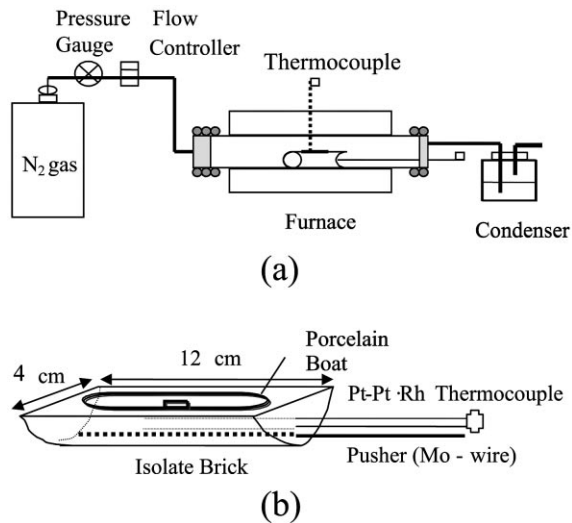 Pressure
Gauge
Flow
Controller
Thermocouple
N₂ gas
Furnace
Condenser
(a)
12 cm
4 cm
Porcelain
Boat
Pt-Pt ·Rh Thermocouple
Isolate Brick
Pusher (Mo - wire)
(b)